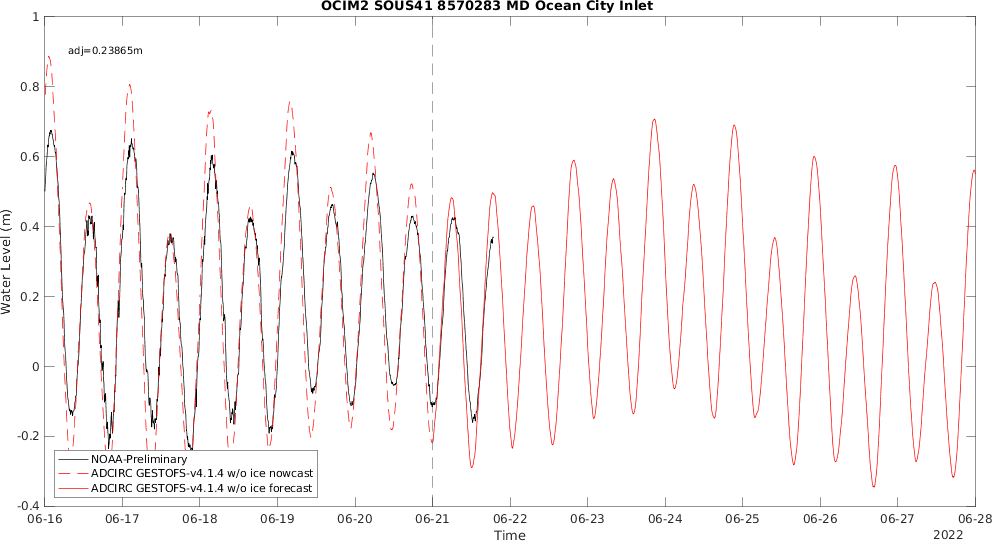 OCIM2 SOUS41 8570283 MD Ocean City Inlet
adj=0.23865m
1
0.8
0.6
0.4
0.2
0
-0.2
-0.4
Water Level (m)
NOAA-Preliminary
ADCIRC GESTOFS-v4.1.4 w/o ice nowcast
ADCIRC GESTOFS-v4.1.4 w/o ice forecast
06-16 06-17 06-18 06-19 06-20 06-21 06-22 06-23 06-24 06-25 06-26 06-27 06-28
Time
2022